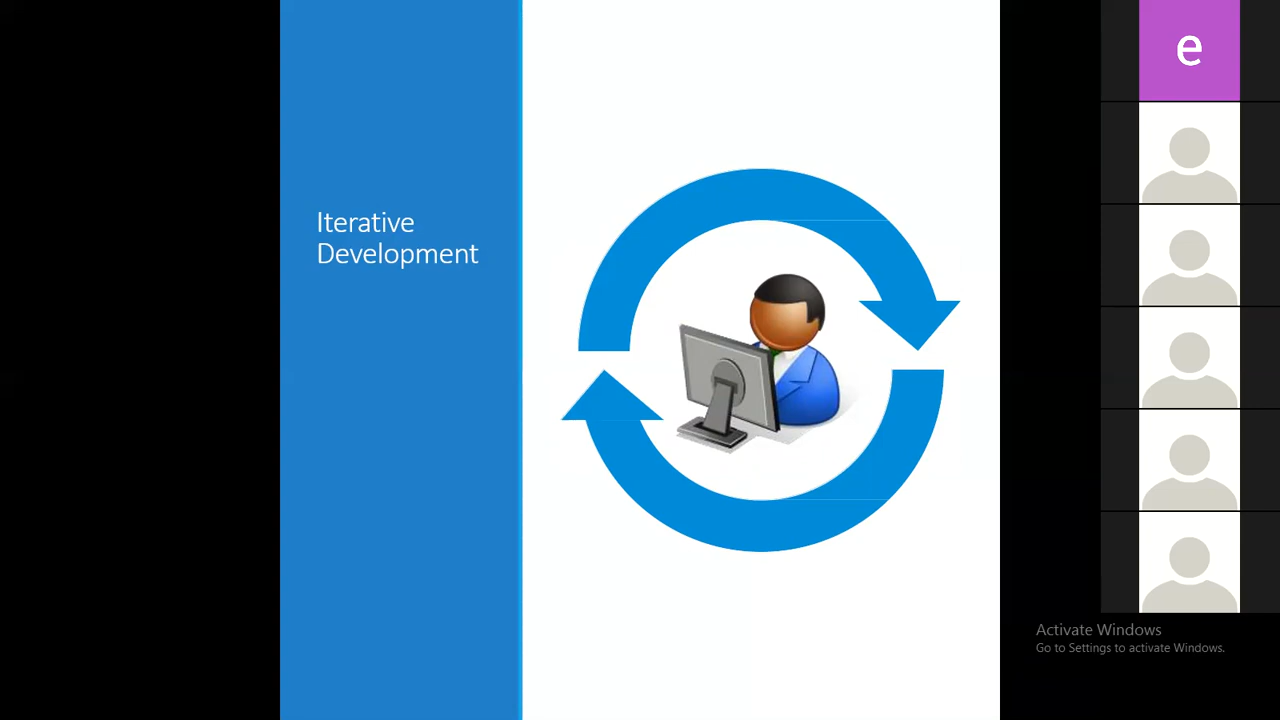 Iterative
Development
e
Activate Windows
Go to Settings to activate Windows.